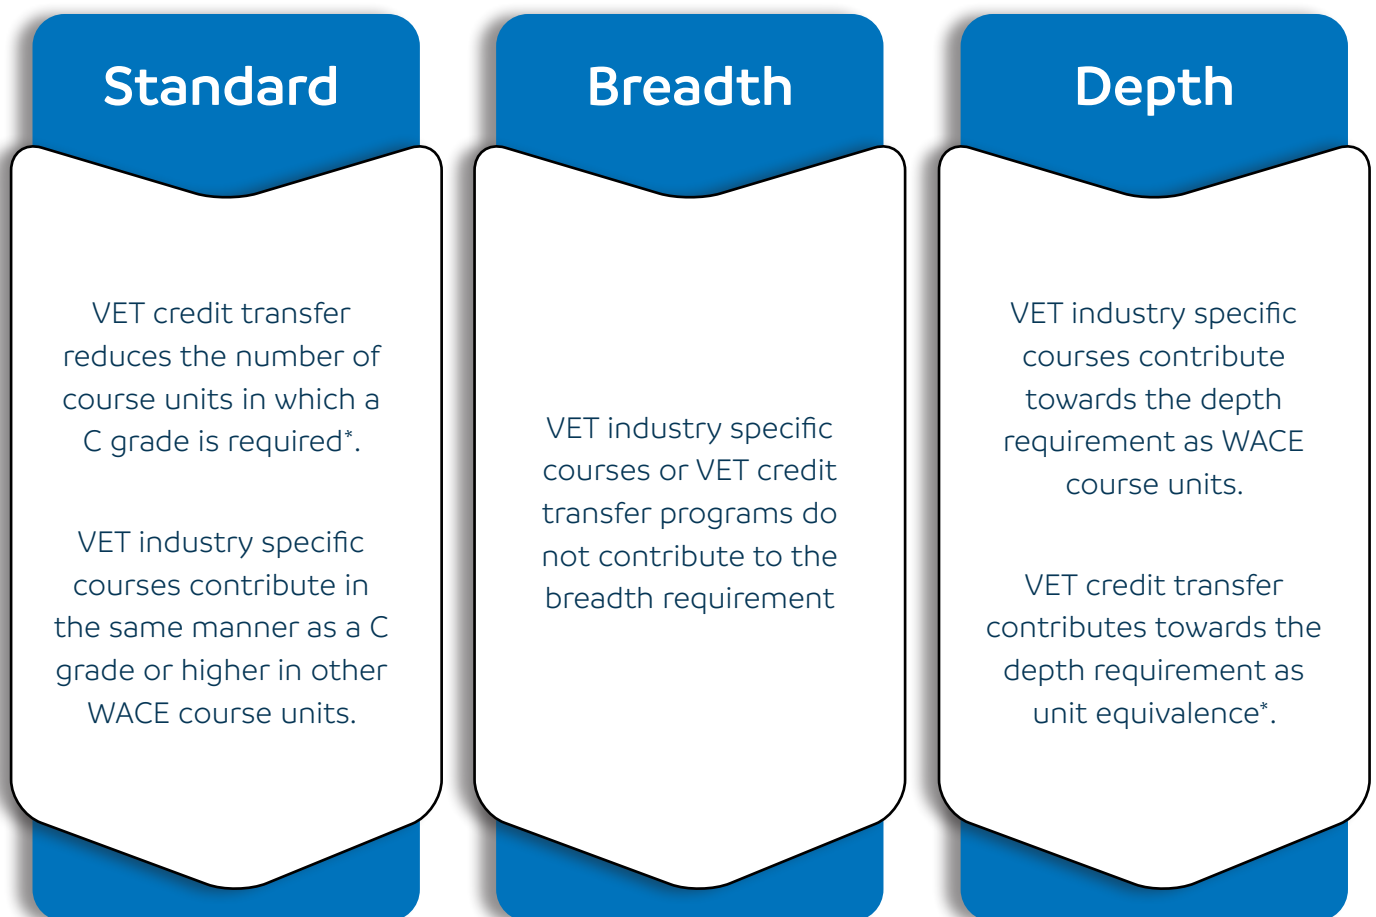 Standard
VET credit transfer
reduces the number of
course units in which a
C grade is required*.
VET industry specific
courses contribute in
the same manner as a C
grade or higher in other
WACE course units.
Breadth
VET industry specific
courses or VET credit
transfer programs do
not contribute to the
breadth requirement
Depth
VET industry specific
courses contribute
towards the depth
requirement as WACE
course units.
VET credit transfer
contributes towards the
depth requirement as
unit equivalence*.